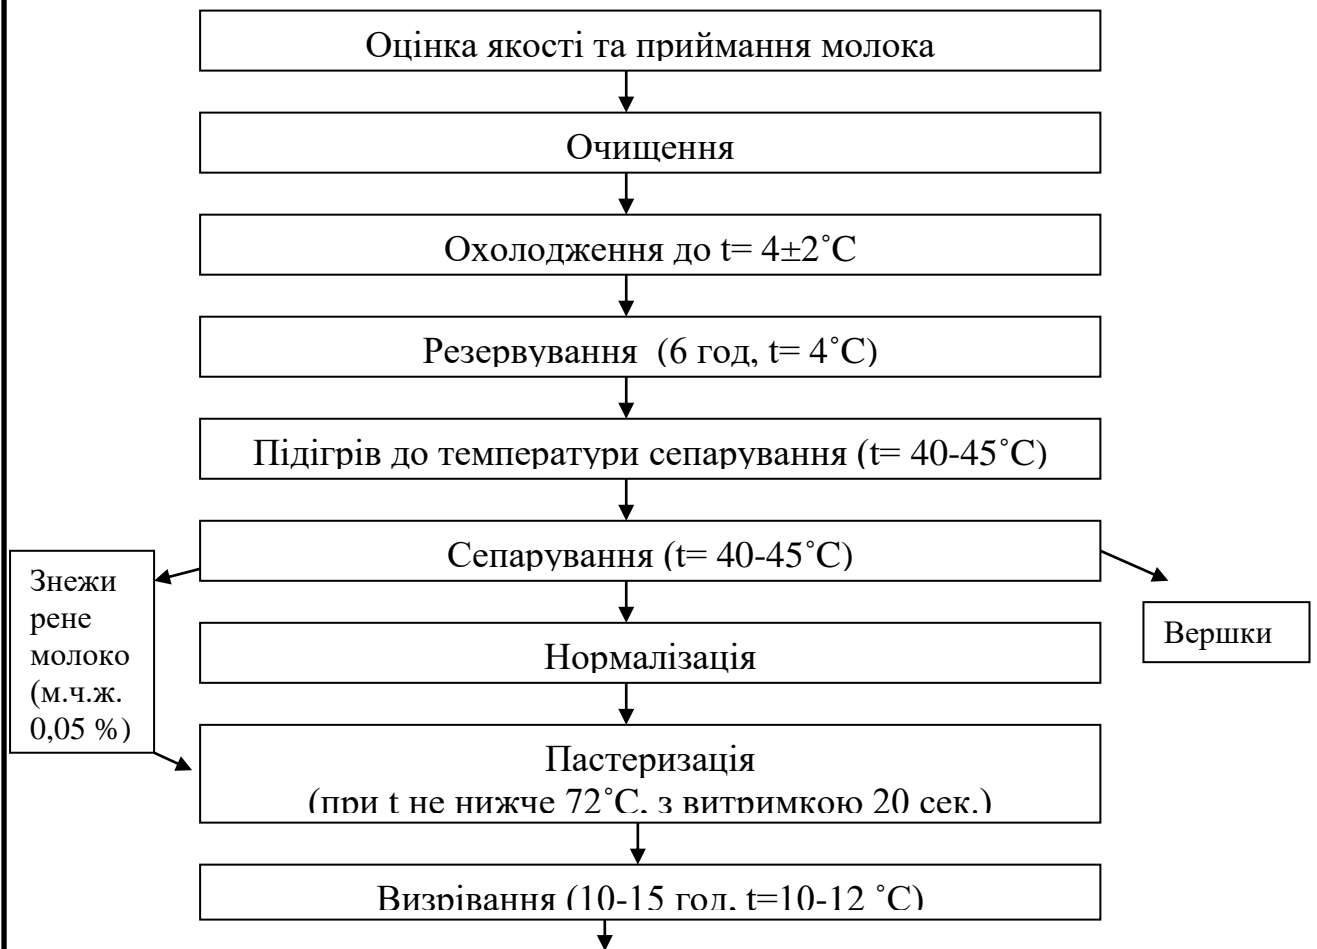 Оцінка якості та приймання молока
Очищення
Охолодження до t= 4±2˚С
Резервування (6 год, t= 4˚С)
Підігрів до температури сепарування (t= 40-45˚С)
Сепарування (t= 40-45˚С)
Знежи
рене
молоко
(м.ч.ж.
0,05 %)
Вершки
Нормалізація
Пастеризація
(при t не нижче 72˚С, з витримкою 20 сек.)
Визрівання (10-15 год, t=10-12 ˚С)